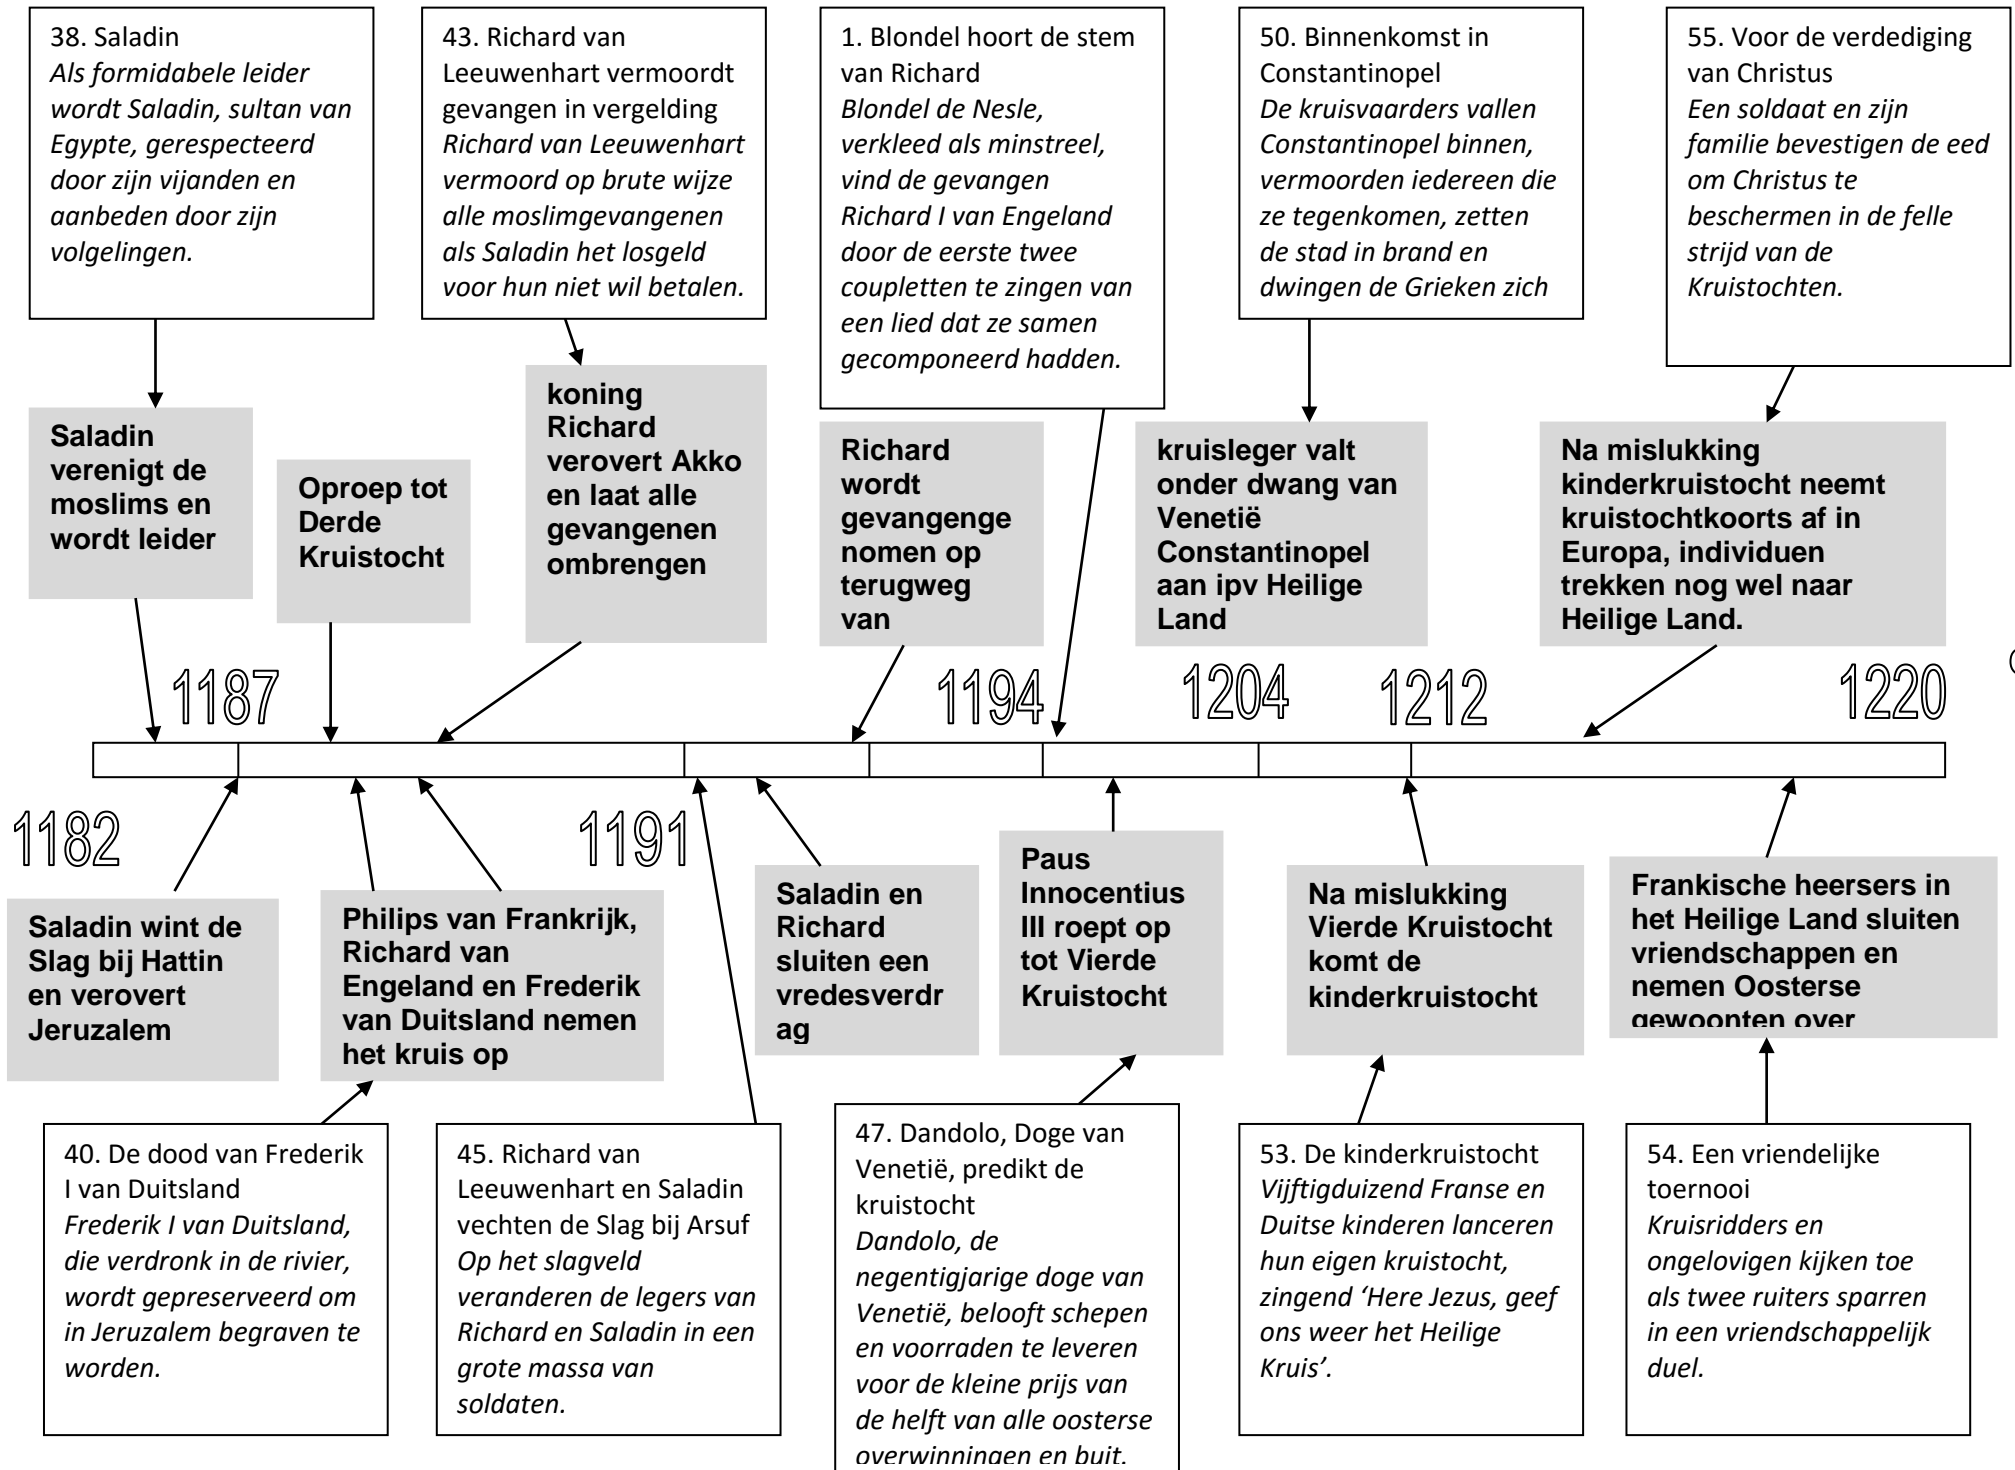 38. Saladin
Als formidabele leider
wordt Saladin, sultan van
Egypte, gerespecteerd
door zijn vijanden en
aanbeden door zijn
volgelingen.
43. Richard van
Leeuwenhart vermoordt
gevangen in vergelding
Richard van Leeuwenhart
vermoord op brute wijze
alle moslimgevangenen
als Saladin het losgeld
voor hun niet wil betalen.
1. Blondel hoort de stem
van Richard
Blondel de Nesle,
verkleed als minstreel,
vind de gevangen
Richard I van Engeland
door de eerste twee
coupletten te zingen van
een lied dat ze samen
gecomponeerd hadden.
50. Binnenkomst in
Constantinopel
De kruisvaarders vallen
Constantinopel binnen,
vermoorden iedereen die
ze tegenkomen, zetten
de stad in brand en
dwingen de Grieken zich
55. Voor de verdediging
van Christus
Een soldaat en zijn
familie bevestigen de eed
om Christus te
beschermen in de felle
strijd van de
Kruistochten.
Saladin
verenigt de
moslims en
wordt leider
Oproep tot
Derde
Kruistocht
koning
Richard
verovert Akko
en laat alle
gevangenen
ombrengen
Richard
wordt
gevangenge
nomen op
terugweg
van
kruisleger valt
onder dwang van
Venetië
Constantinopel
aan ipv Heilige
Land
Na mislukking
kinderkruistocht neemt
kruistochtkoorts af in
Europa, individuen
trekken nog wel naar
Heilige Land.
1187
1194
1204
1212
1220
1182
1191
Saladin wint de
Slag bij Hattin
en verovert
Jeruzalem
Philips van Frankrijk,
Richard van
Engeland en Frederik
van Duitsland nemen
het kruis op
Saladin en
Richard
sluiten een
vredesverdr
ag
Paus
Innocentius
III roept op
tot Vierde
Kruistocht
Na mislukking
Vierde Kruistocht
komt de
kinderkruistocht
Frankische heersers in
het Heilige Land sluiten
vriendschappen en
nemen Oosterse
gewoonten over
40. De dood van Frederik
I van Duitsland
Frederik I van Duitsland,
die verdronk in de rivier,
wordt gepreserveerd om
in Jeruzalem begraven te
worden.
45. Richard van
Leeuwenhart en Saladin
vechten de Slag bij Arsuf
Op het slagveld
veranderen de legers van
Richard en Saladin in een
grote massa van
soldaten.
47. Dandolo, Doge van
Venetië, predikt de
kruistocht
Dandolo, de
negentigjarige doge van
Venetië, belooft schepen
en voorraden te leveren
voor de kleine prijs van
de helft van alle oosterse
overwinningen en buit.
53. De kinderkruistocht
Vijftigduizend Franse en
Duitse kinderen lanceren
hun eigen kruistocht,
zingend ‘Here Jezus, geef
ons weer het Heilige
Kruis’.
54. Een vriendelijke
toernooi
Kruisridders en
ongelovigen kijken toe
als twee ruiters sparren
in een vriendschappelijk
duel.